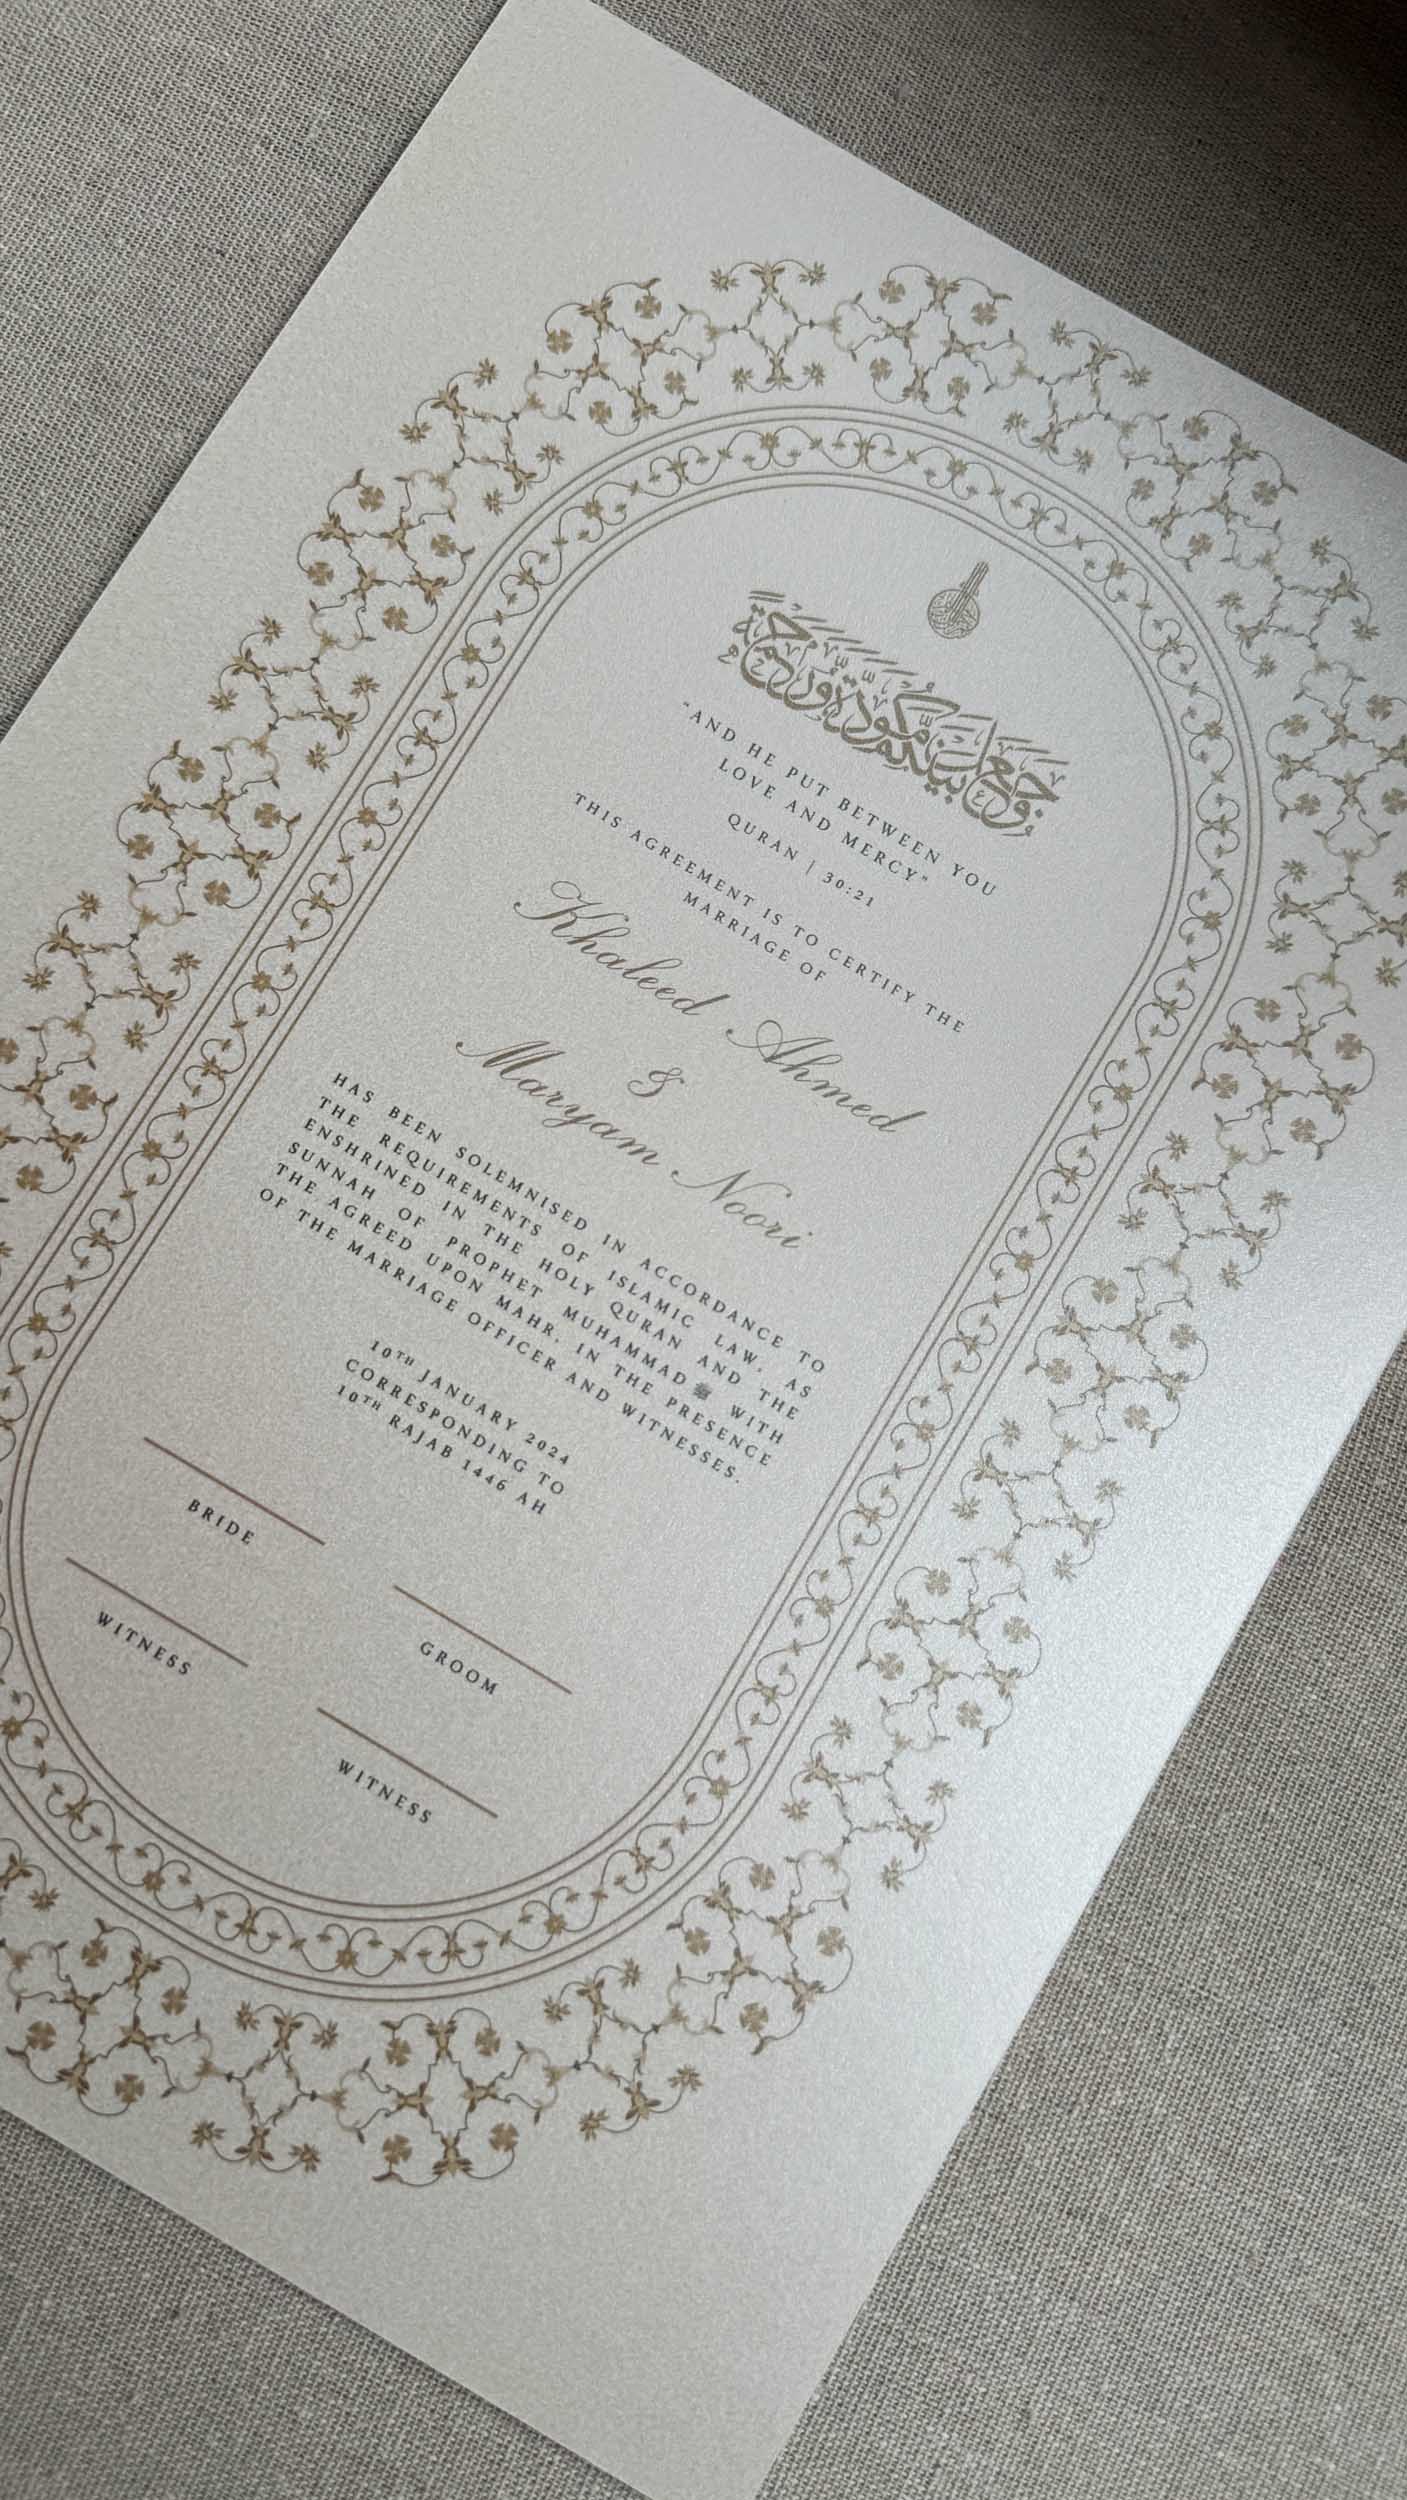 وَجَعَلَ بَيْنَكُم مَّوَدَّةً وَرَحْمَةً
"AND HE PUT BETWEEN YOU
LOVE AND MERCY"
QURAN | 30:21
THIS AGREEMENT IS TO CERTIFY THE
MARRIAGE OF
Khaleed Ahmed
&
Maryam Noori
HAS BEEN SOLEMNISED IN ACCORDANCE TO
THE REQUIREMENTS OF ISLAMIC LAW, AS
ENSHRINED IN THE HOLY QURAN AND THE
SUNNAH OF PROPHET MUHAMMAD ﷺ WITH
THE AGREED UPON MAHR, IN THE PRESENCE
OF THE MARRIAGE OFFICER AND WITNESSES.
10TH JANUARY 2024
CORRESPONDING TO
10TH RAJAB 1446 AH
BRIDE
GROOM
WITNESS
WITNESS